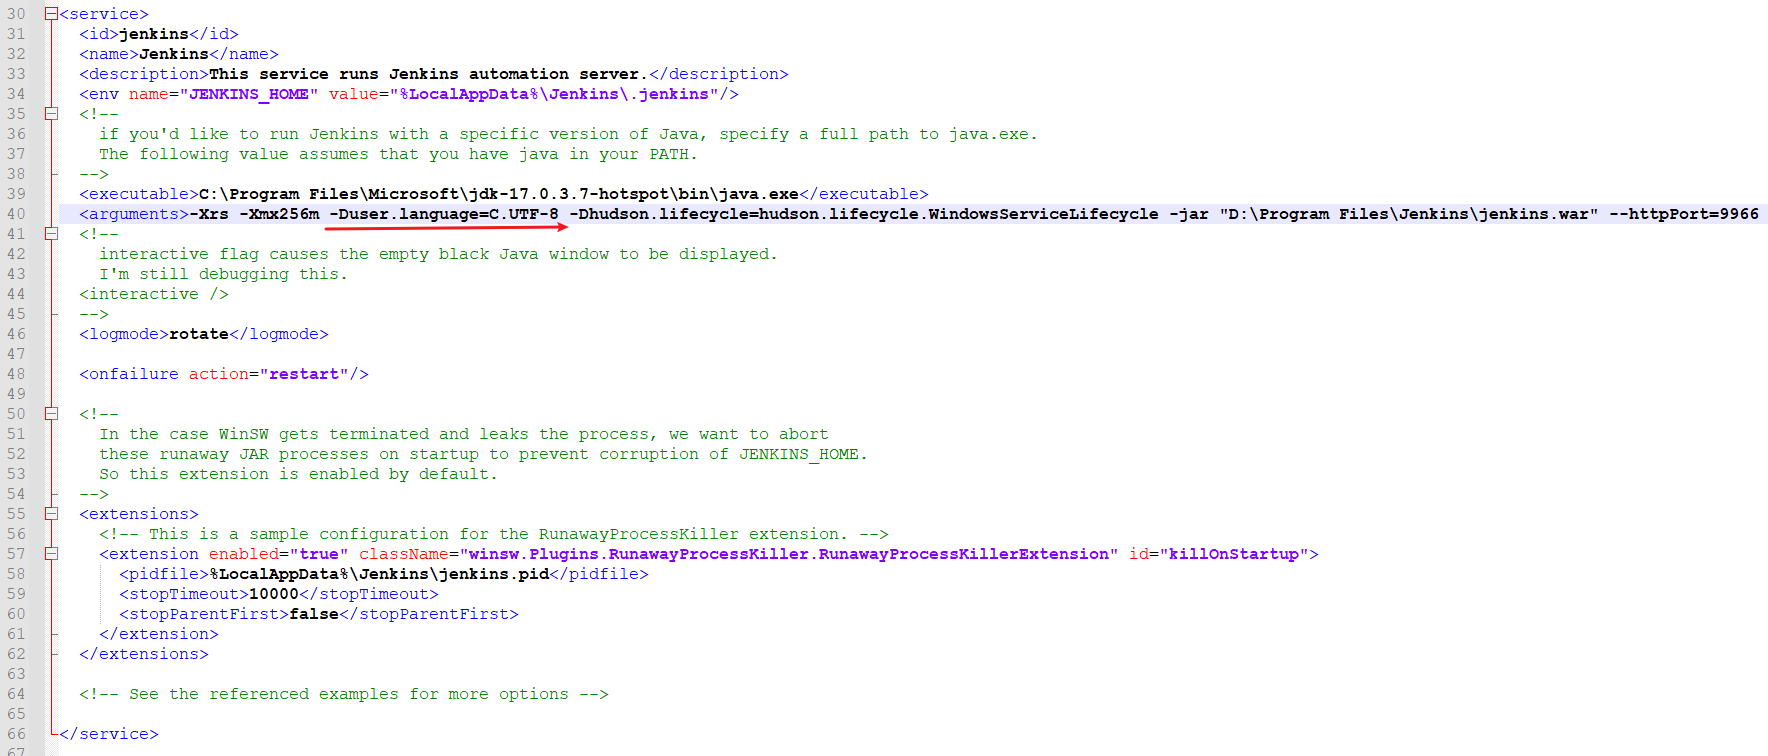 30 <service>
31 <id>jenkins</id>
32 <name>Jenkins</name>
33 <description>This service runs Jenkins automation server.</description>
34 <env name="JENKINS_HOME" value="%LocalAppData%\Jenkins\.jenkins"/>
35 <!--
36 if you'd like to run Jenkins with a specific version of Java, specify a full path to java.exe.
37 The following value assumes that you have java in your PATH.
38 -->
39 <executable>C:\Program Files\Microsoft\jdk-17.0.3.7-hotspot\bin\java.exe</executable>
40 <arguments>-Xrs -Xmx256m -Duser.language=C.UTF-8 -Dhudson.lifecycle=hudson.lifecycle.WindowsServiceLifecycle -jar "D:\Program Files\Jenkins\jenkins.war" --httpPort=9966
41 <!--
42 interactive flag causes the empty black Java window to be displayed.
43 I'm still debugging this.
44 <interactive />
45 -->
46 <logmode>rotate</logmode>
47
48 <onfailure action="restart"/>
49
50 <!--
51 In the case WinSW gets terminated and leaks the process, we want to abort
52 these runaway JAR processes on startup to prevent corruption of JENKINS_HOME.
53 So this extension is enabled by default.
54 -->
55 <extensions>
56 <!-- This is a sample configuration for the RunawayProcessKiller extension. -->
57 <extension enabled="true" className="winsw.Plugins.RunawayProcessKiller.RunawayProcessKillerExtension" id="killOnStartup">
58 <pidfile>%LocalAppData%\Jenkins\jenkins.pid</pidfile>
59 <stopTimeout>10000</stopTimeout>
60 <stopParentFirst>false</stopParentFirst>
61 </extension>
62 </extensions>
63
64 <!-- See the referenced examples for more options -->
65
66 </service>
67